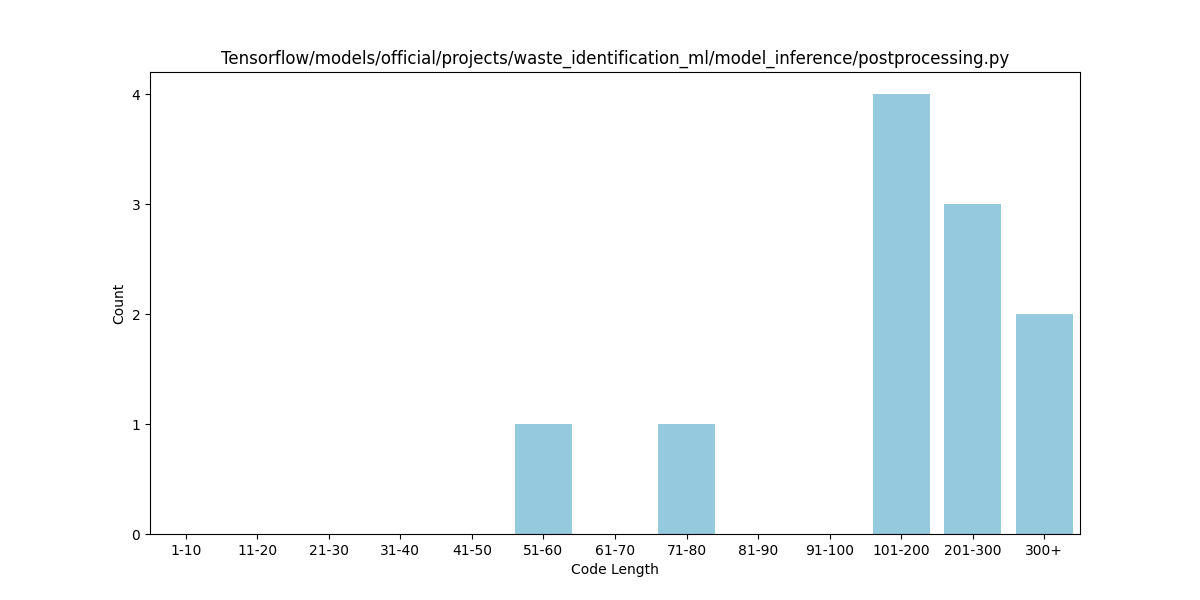 Tensorflow/models/official/projects/waste_identification_ml/model_inference/postprocessing.py
4
3
2
1
0
Count
1-10 11-20 21-30 31-40 41-50 51-60 61-70 71-80 81-90 91-100 101-200 201-300 300+
Code Length